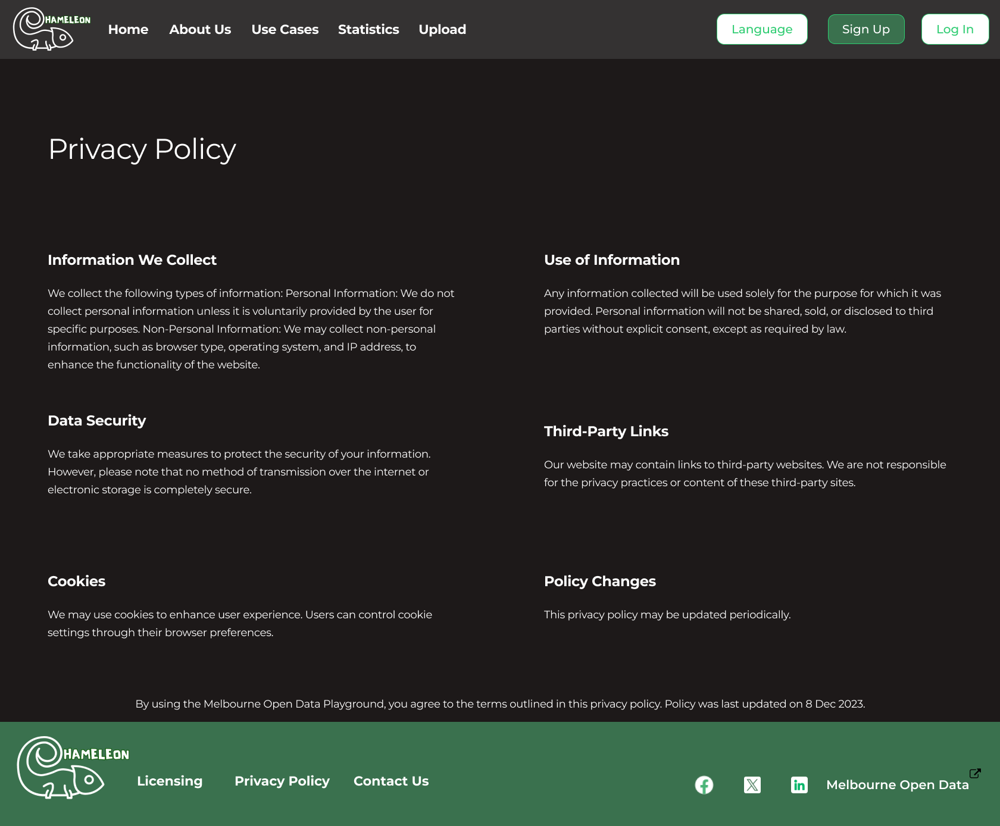 HAMELEON
Home
About Us
Use Cases
Statistics
Upload
Language
Sign Up
Log In
Privacy Policy
Information We Collect
We collect the following types of information: Personal Information: We do not
collect personal information unless it is voluntarily provided by the user for
specific purposes. Non-Personal Information: We may collect non-personal
information, such as browser type, operating system, and IP address, to
enhance the functionality of the website.
Use of Information
Any information collected will be used solely for the purpose for which it was
provided. Personal information will not be shared, sold, or disclosed to third
parties without explicit consent, except as required by law.
Data Security
We take appropriate measures to protect the security of your information.
However, please note that no method of transmission over the internet or
electronic storage is completely secure.
Third-Party Links
Our website may contain links to third-party websites. We are not responsible
for the privacy practices or content of these third-party sites.
Cookies
We may use cookies to enhance user experience. Users can control cookie
settings through their browser preferences.
Policy Changes
This privacy policy may be updated periodically.
By using the Melbourne Open Data Playground, you agree to the terms outlined in this privacy policy. Policy was last updated on 8 Dec 2023.
HAMELEON
Licensing
Privacy Policy
Contact Us
Melbourne Open Data